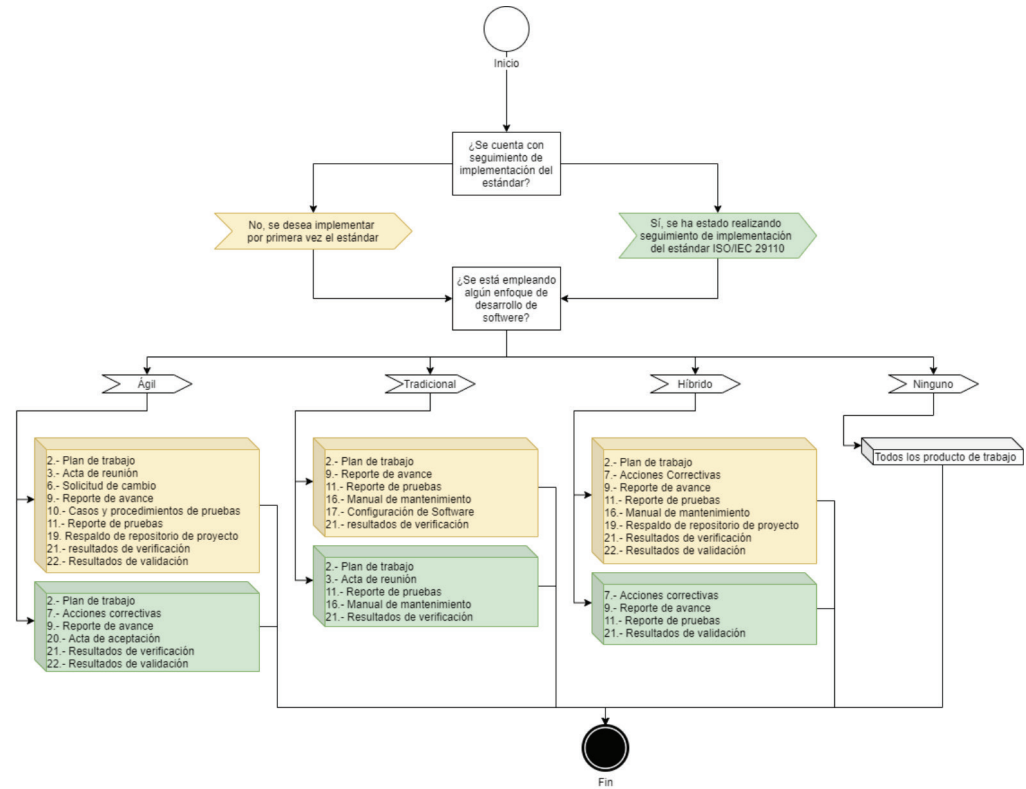 Inicio
¿Se cuenta con
seguimiento de
implementación del
estándar?
No, se desea implementar
por primera vez el estándar
Sí, se ha estado realizando
seguimiento de implementación
del estándar ISO/IEC 29110
¿Se está empleando
algún enfoque de
desarrollo de
softwere?
Ágil
Tradicional
Híbrido
Ninguno
2.- Plan de trabajo
3.- Acta de reunión
6.- Solicitud de cambio
9.- Reporte de avance
10.- Casos y procedimientos de pruebas
11.- Reporte de pruebas
19. Respaldo de repositorio de proyecto
21.- resultados de verificación
22.- Resultados de validación
2.- Plan de trabajo
7.- Acciones correctivas
9.- Reporte de avance
20.- Acta de aceptación
21.- Resultados de verificación
22.- Resultados de validación
2.- Plan de trabajo
9.- Reporte de avance
11.- Reporte de pruebas
16.- Manual de mantenimiento
17.- Configuración de Software
21.- resultados de verificación
2.- Plan de trabajo
3.- Acta de reunión
11.- Reporte de pruebas
16.- Manual de mantenimiento
21.- Resultados de verificación
2.- Plan de trabajo
7.- Acciones Correctivas
9.- Reporte de avance
11.- Reporte de pruebas
16.- Manual de mantenimiento
19.- Respaldo de repositorio de proyecto
21.- Resultados de verificación
22.- Resultados de validación
7.- Acciones correctivas
9.- Reporte de avance
11.- Reporte de pruebas
21.- Resultados de validación
Todos los producto de trabajo
Fin